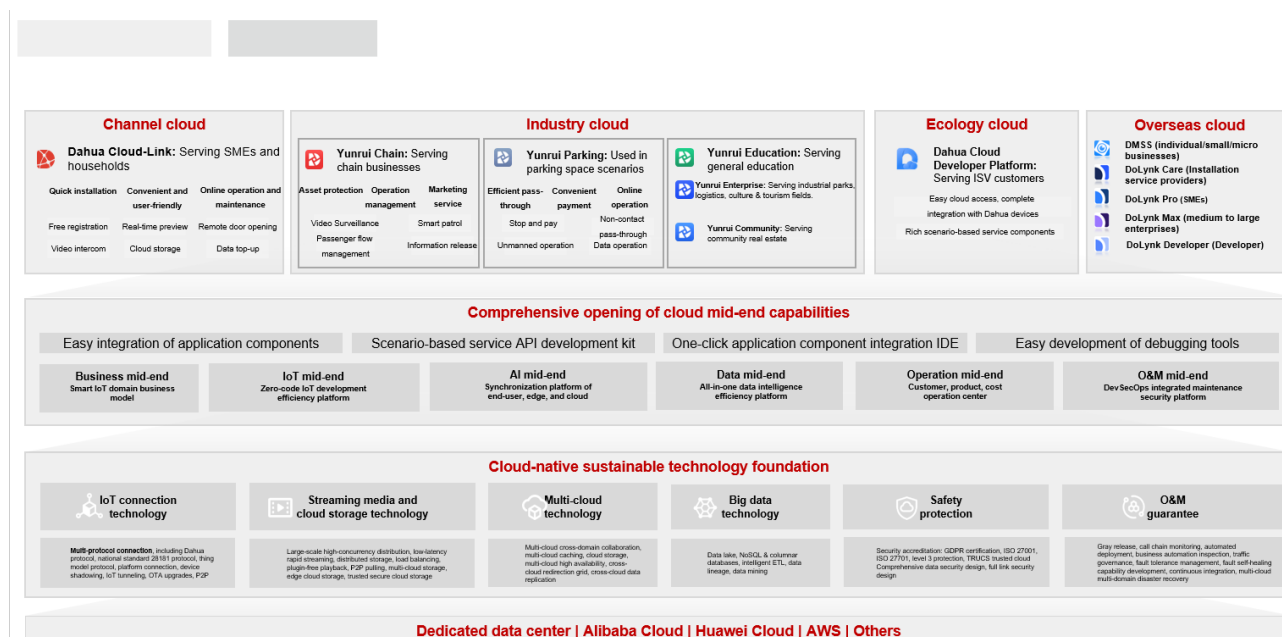 Channel cloud
Dahua Cloud-Link: Serving SMEs and
households
Quick installation
Convenient and
user-friendly
Online operation and
maintenance
Free registration
Real-time preview
Remote door opening
Video intercom
Cloud storage
Data top-up
Industry cloud
Yunrui Chain: Serving
chain businesses
Asset protection
Operation
management
Marketing
service
Video Surveillance
Smart patrol
Passenger flow
management
Information release
Yunrui Parking: Used in
parking space scenarios
Efficient pass-
through
Convenient
payment
Online
operation
Stop and pay
Non-contact
pass-through
Unmanned operation
Data operation
Yunrui Education: Serving
general education
Yunrui Enterprise: Serving industrial parks,
logistics, culture & tourism fields.
Yunrui Community: Serving
community real estate
Ecology cloud
Dahua Cloud
Developer Platform:
Serving ISV customers
Easy cloud access, complete
integration with Dahua devices
Rich scenario-based service components
Overseas cloud
DMSS (individual/small/micro
businesses)
DoLynk Care (Installation
service providers)
DoLynk Pro (SMEs)
DoLynk Max (medium to large
enterprises)
DoLynk Developer (Developer)
Comprehensive opening of cloud mid-end capabilities
Easy integration of application components
Scenario-based service API development kit
One-click application component integration IDE
Easy development of debugging tools
Business mid-end
Smart IoT domain business
model
IoT mid-end
Zero-code IoT development
efficiency platform
AI mid-end
Synchronization platform of
end-user, edge, and cloud
Data mid-end
All-in-one data intelligence
efficiency platform
Operation mid-end
Customer, product, cost
operation center
O&M mid-end
DevSecOps integrated maintenance
security platform
Cloud-native sustainable technology foundation
IoT connection
technology
Streaming media and
cloud storage technology
Multi-cloud
technology
Big data
technology
Safety
protection
O&M
guarantee
Multi-protocol connection, including Dahua
protocol, national standard 28181 protocol, thing
model protocol, platform connection, device
shadowing, IoT tunneling, OTA upgrades, P2P
Large-scale high-concurrency distribution, low-latency
rapid streaming, distributed storage, load balancing,
plugin-free playback, P2P pulling, multi-cloud storage,
edge cloud storage, trusted secure cloud storage
Multi-cloud cross-domain collaboration,
multi-cloud caching, cloud storage,
multi-cloud high availability, cross-
cloud redirection grid, cross-cloud data
replication
Data lake, NoSQL & columnar
databases, intelligent ETL, data
lineage, data mining
Security accreditation: GDPR certification, ISO 27001,
ISO 27701, level 3 protection, TRUCS trusted cloud
Comprehensive data security design, full link security
design
Gray release, call chain monitoring, automated
deployment, business automation inspection, traffic
governance, fault tolerance management, fault self-healing
capability development, continuous integration, multi-cloud
multi-domain disaster recovery
Dedicated data center | Alibaba Cloud | Huawei Cloud | AWS | Others